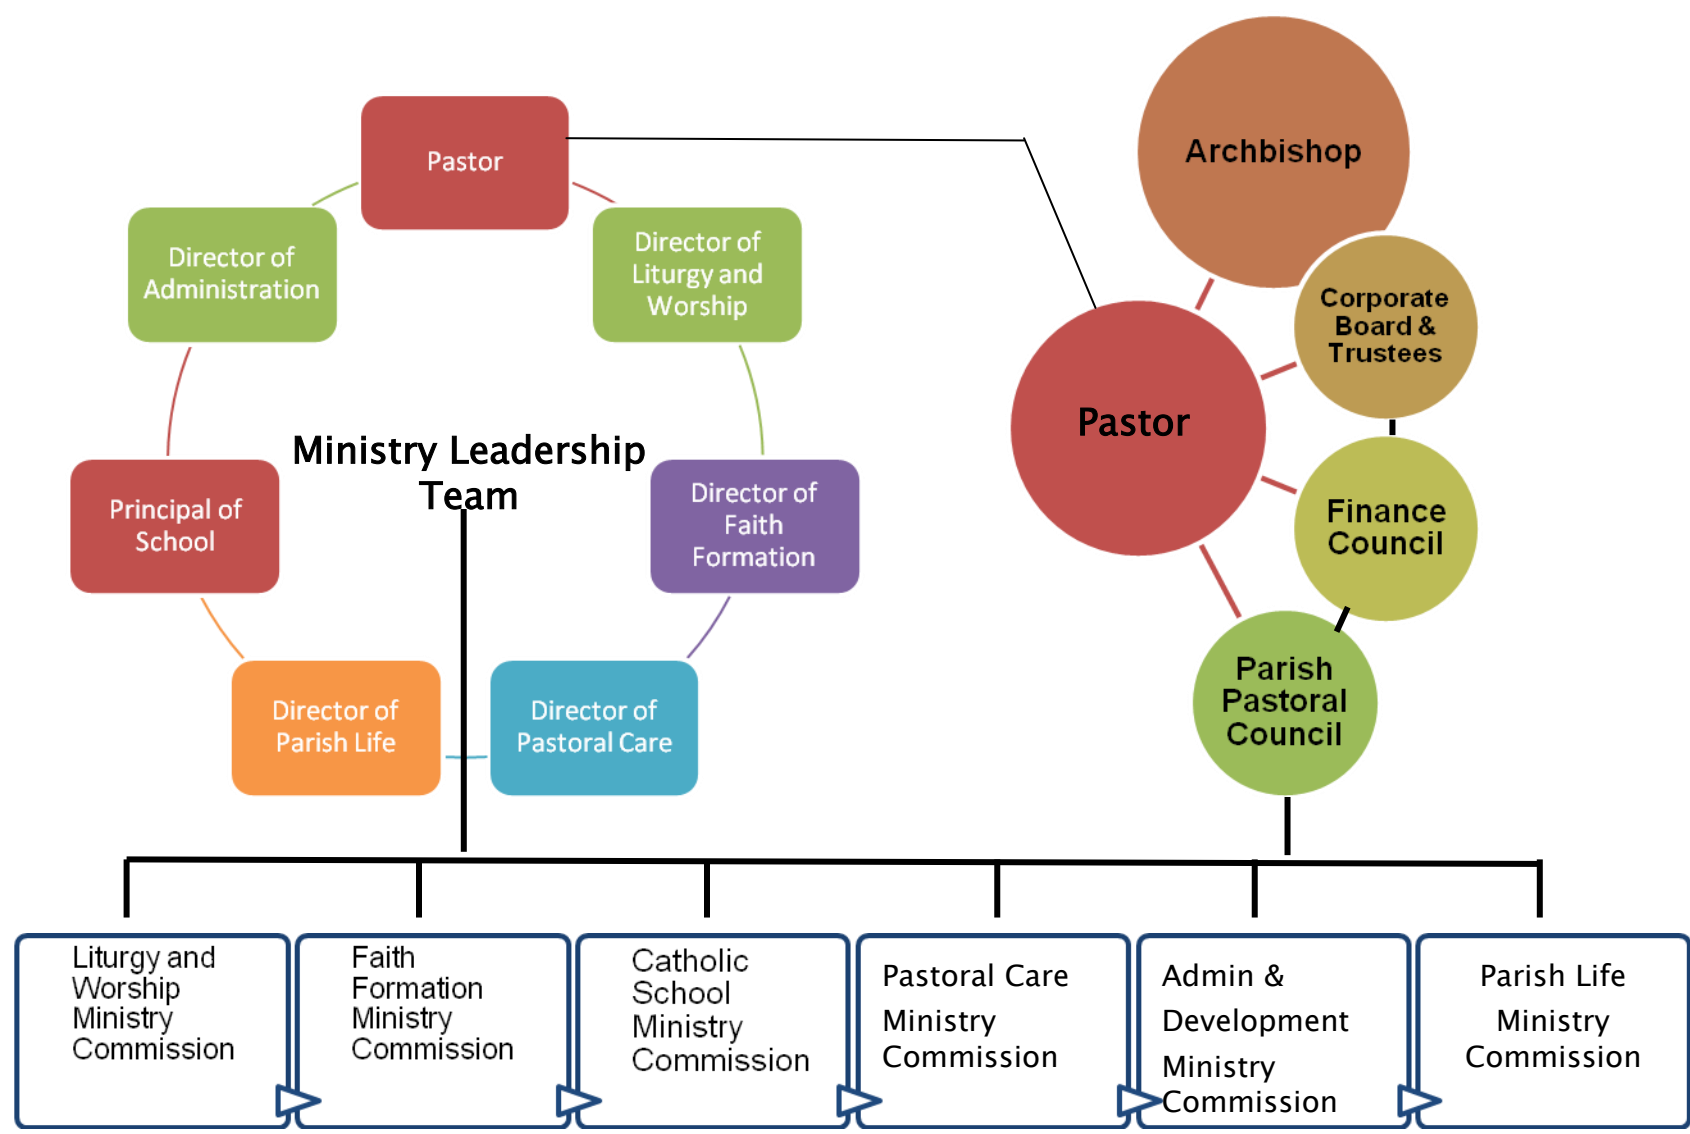 Pastor
Director of
Administration
Director of
Liturgy and
Worship
Ministry Leadership
Team
Principal of
School
Director of
Faith
Formation
Director of
Parish Life
Director of
Pastoral Care
Archbishop
Corporate
Board &
Trustees
Pastor
Finance
Council
Parish
Pastoral
Council
Liturgy and
Worship
Ministry
Commission
Faith
Formation
Ministry
Commission
Catholic
School
Ministry
Commission
Pastoral Care
Ministry
Commission
Admin &
Development
Ministry
Commission
Parish Life
Ministry
Commission